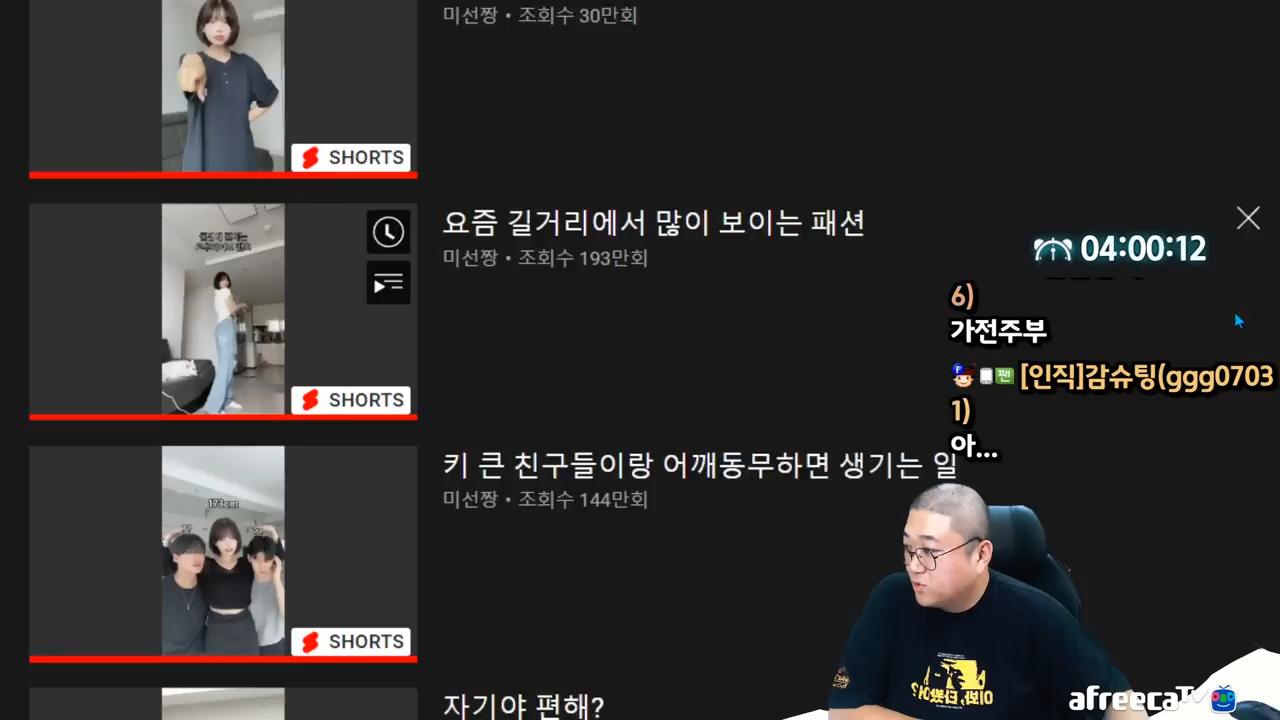 미선짱 • 조회수 30만회
SHORTS
요즘 길거리에서 많이 보이는 패션
미선짱 • 조회수 193만회
SHORTS
04:00:12
6)
가전주부
팬 [인직]감슈팅(ggg0703
1)
아...
키 큰 친구들이랑 어깨동무하면 생기는 일
미선짱 • 조회수 144만회
173cm
SHORTS
자기야 편해?
afreecaTV